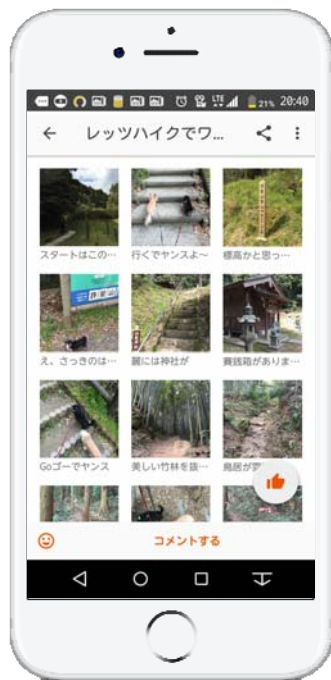 LTE 21% 20:40
レッツハイクでワ...
スタートはこの…
行くでヤンスよ～
標高かと思っ…
え、さっきのは…
麓には神社が
賽銭箱がありま…
Goゴーでヤンス
美しい竹林を抜…
鳥居が
コメントする